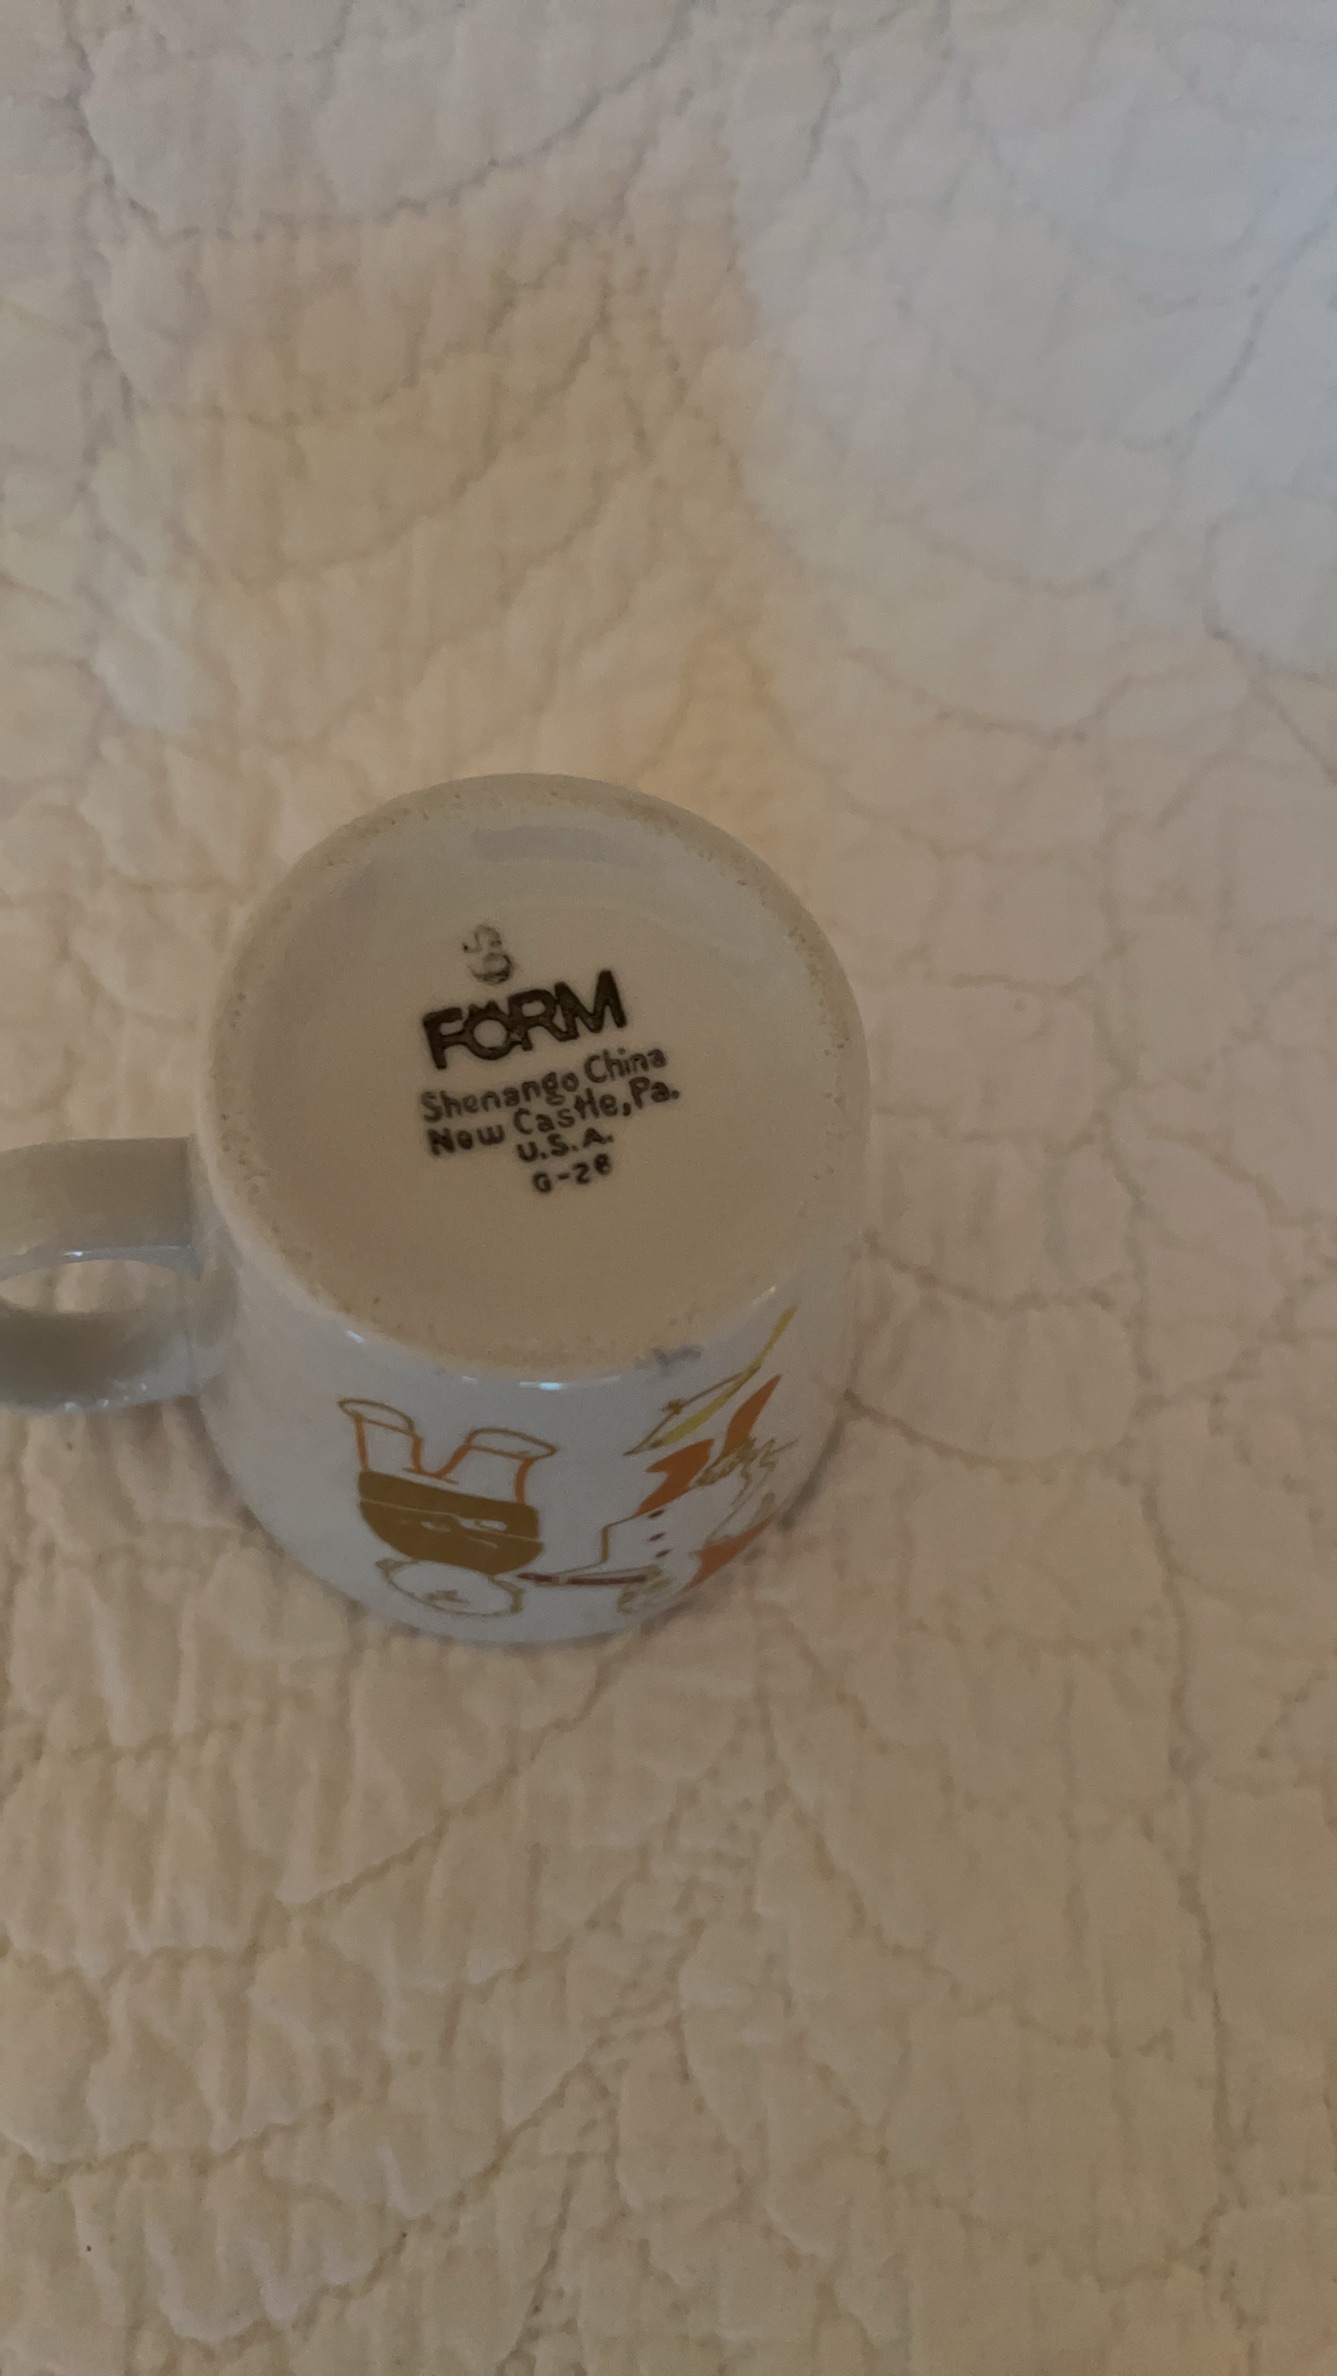 FORM
Shenango China
New Castle, Pa.
U.S.A.
G-28